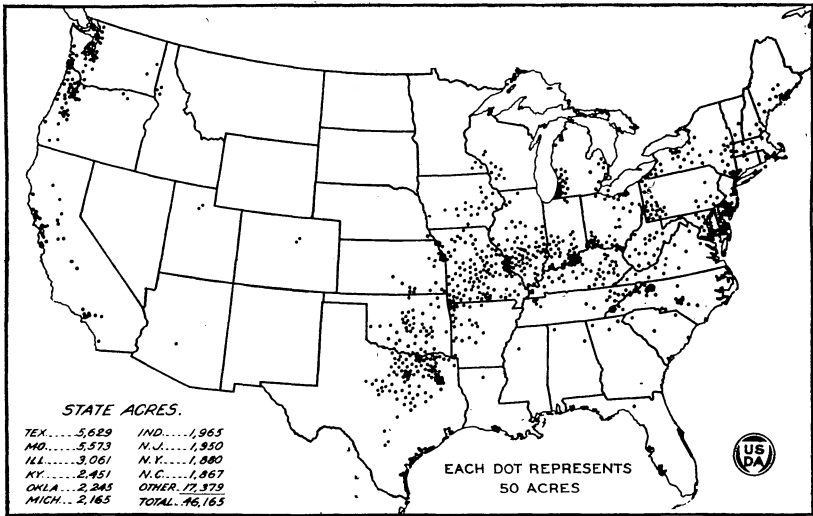 STATE ACRES.
TEX.....5,629 IND.....1,965
MO.....5,573 N.J.....1,950
ILL....3,061 N.Y.....1,880
KY....2,451 N.C.....1,867
OKLA...2,245 OTHER.17,379
MICH...2,165 TOTAL..46,165
EACH DOT REPRESENTS
50 ACRES
US
DA